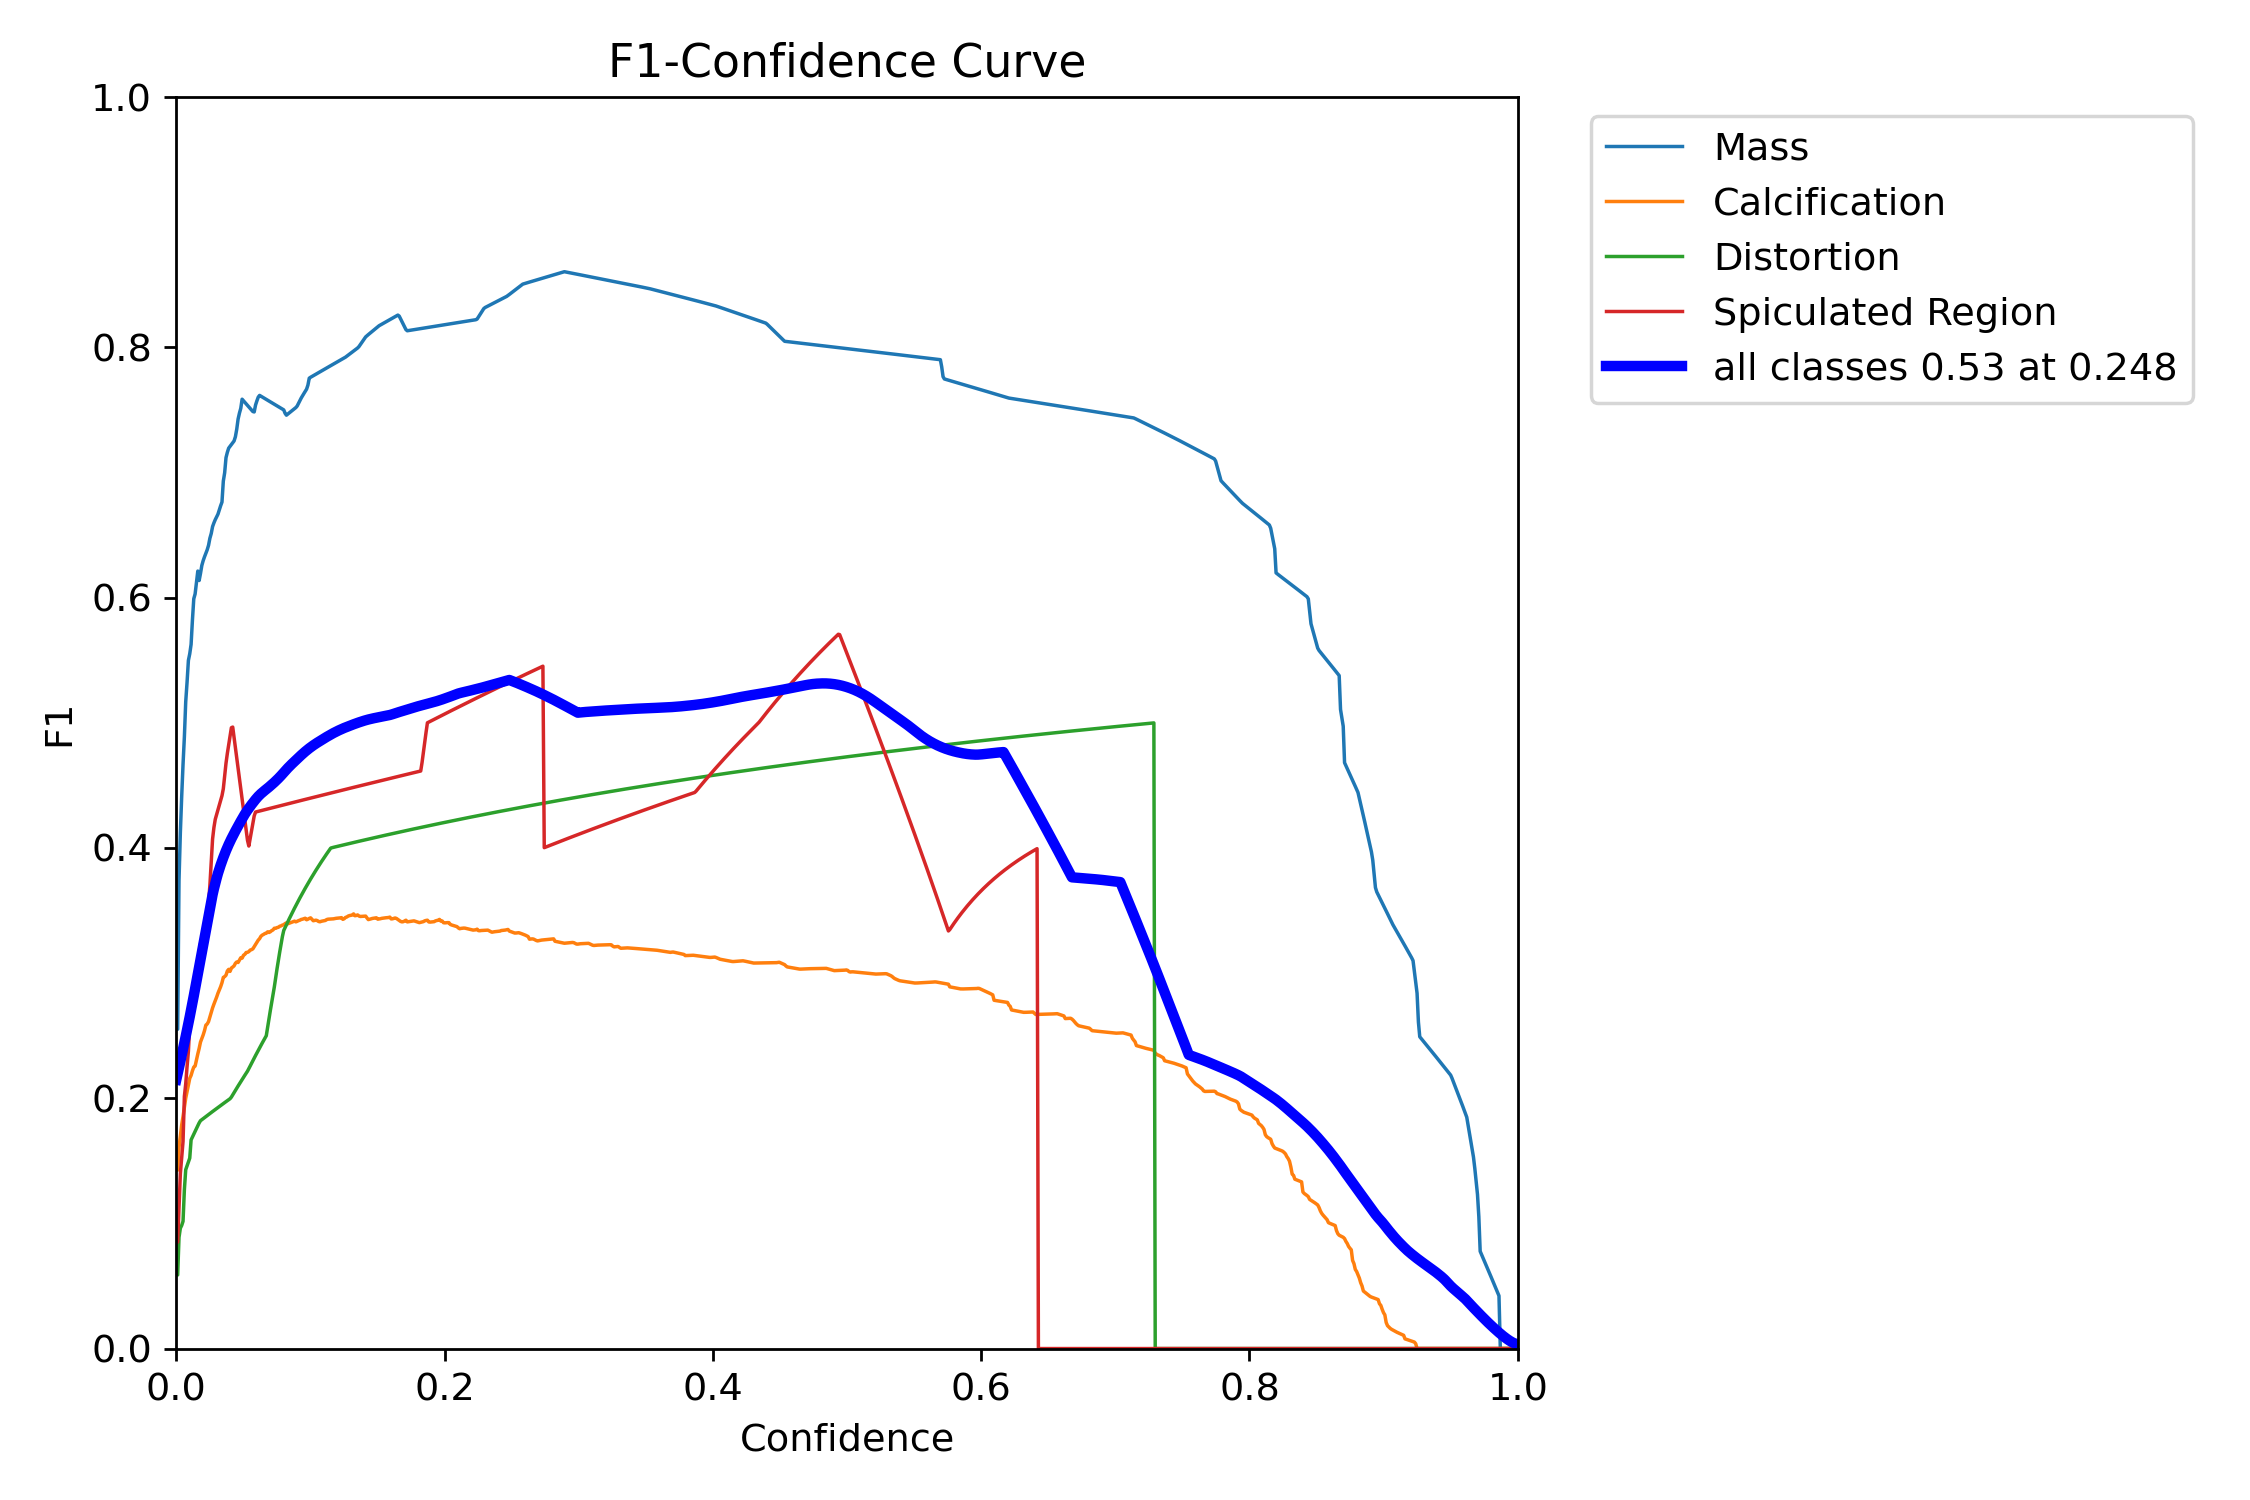 F1-Confidence Curve
1.0
0.8
0.6
0.4
0.2
0.0
F1
0.0 0.2 0.4 0.6 0.8 1.0
Confidence
Mass
Calcification
Distortion
Spiculated Region
all classes 0.53 at 0.248